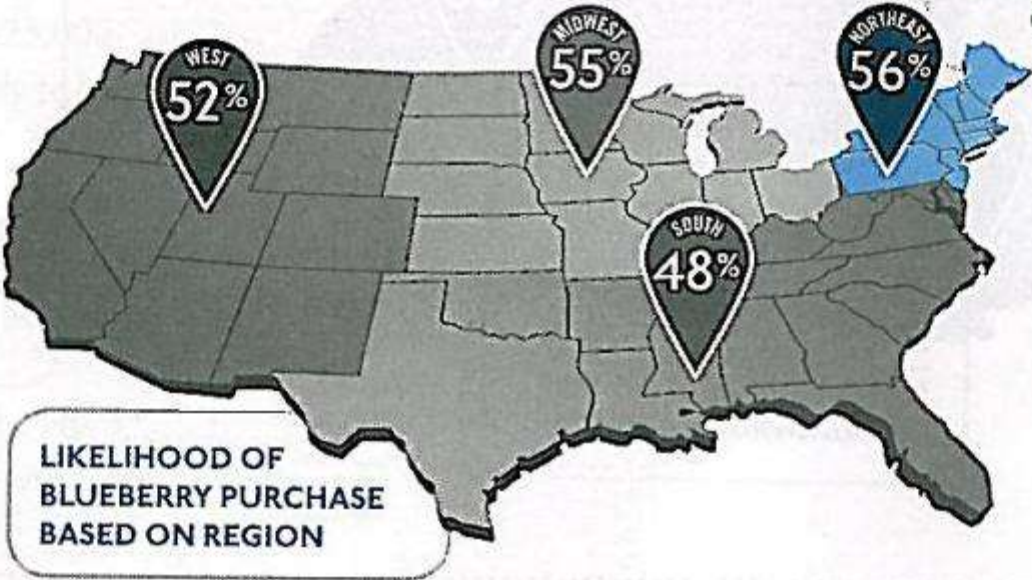 WEST
52%
MIDWEST
55%
NORTHEAST
56%
SOUTH
48%
LIKELIHOOD OF
BLUEBERRY PURCHASE
BASED ON REGION